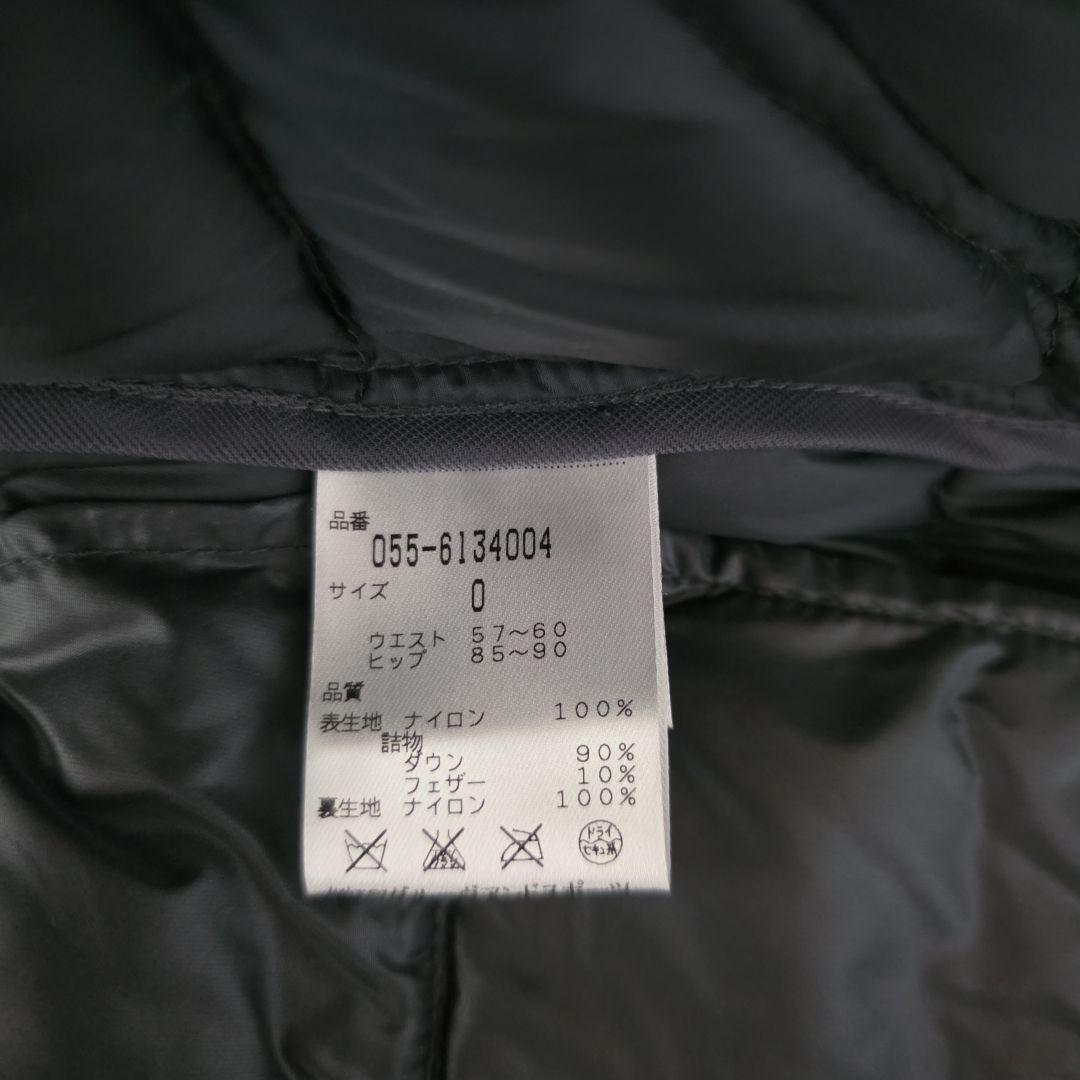 品番
055-6134004
サイズ 0
ウエスト 57〜60
ヒップ 85〜90
品質
表生地 ナイロン 100%
詰物
ダウン 90%
フェザー 10%
裏生地 ナイロン 100%
ドライ
セキユ系